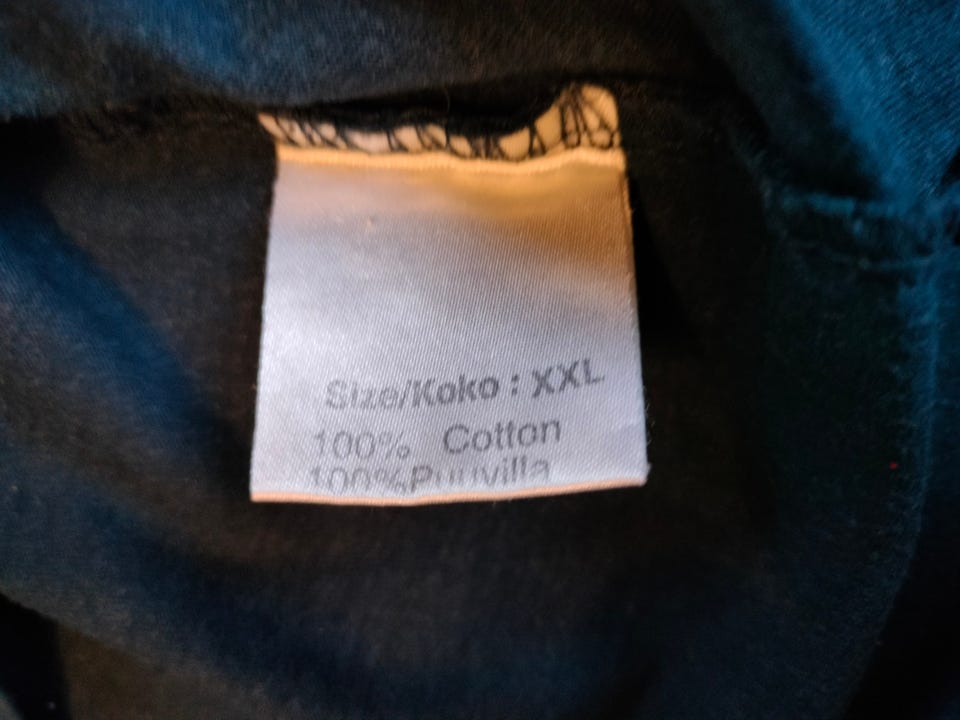 Size/Koko : XXL
100% Cotton
100%Puuvilla